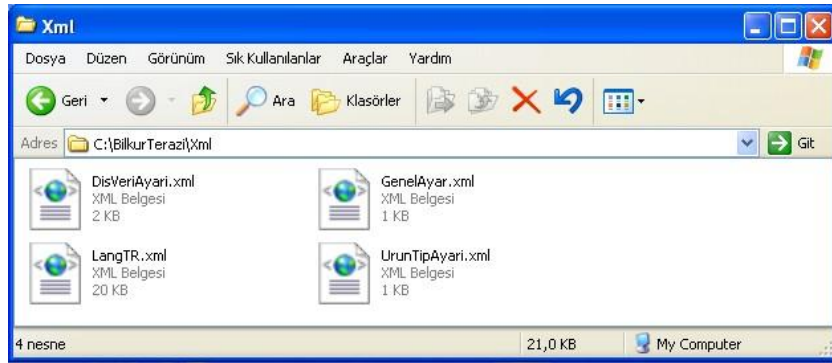 Xml
Dosya Düzen Görünüm Sık Kullanılanlar Araçlar Yardım
Geri Ara Klasörler
Adres C:\BilkurTerazi\Xml Git
DisVeriAyari.xml
XML Belgesi
2 KB
GenelAyar.xml
XML Belgesi
1 KB
LangTR.xml
XML Belgesi
20 KB
UrunTipAyari.xml
XML Belgesi
1 KB
4 nesne 21,0 KB My Computer